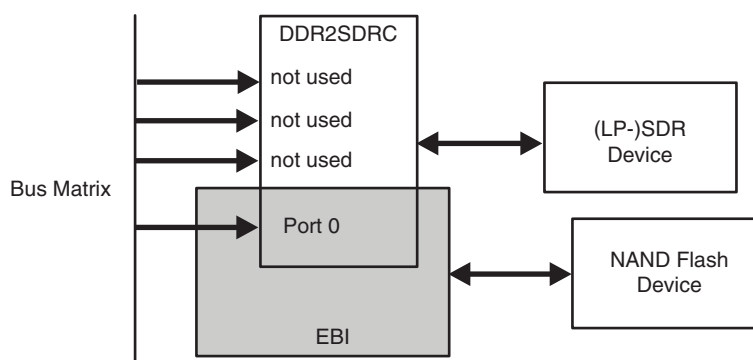 DDR2SDRC
not used
not used
not used
(LP-)SDR
Device
Bus Matrix
Port 0
NAND Flash
Device
EBI